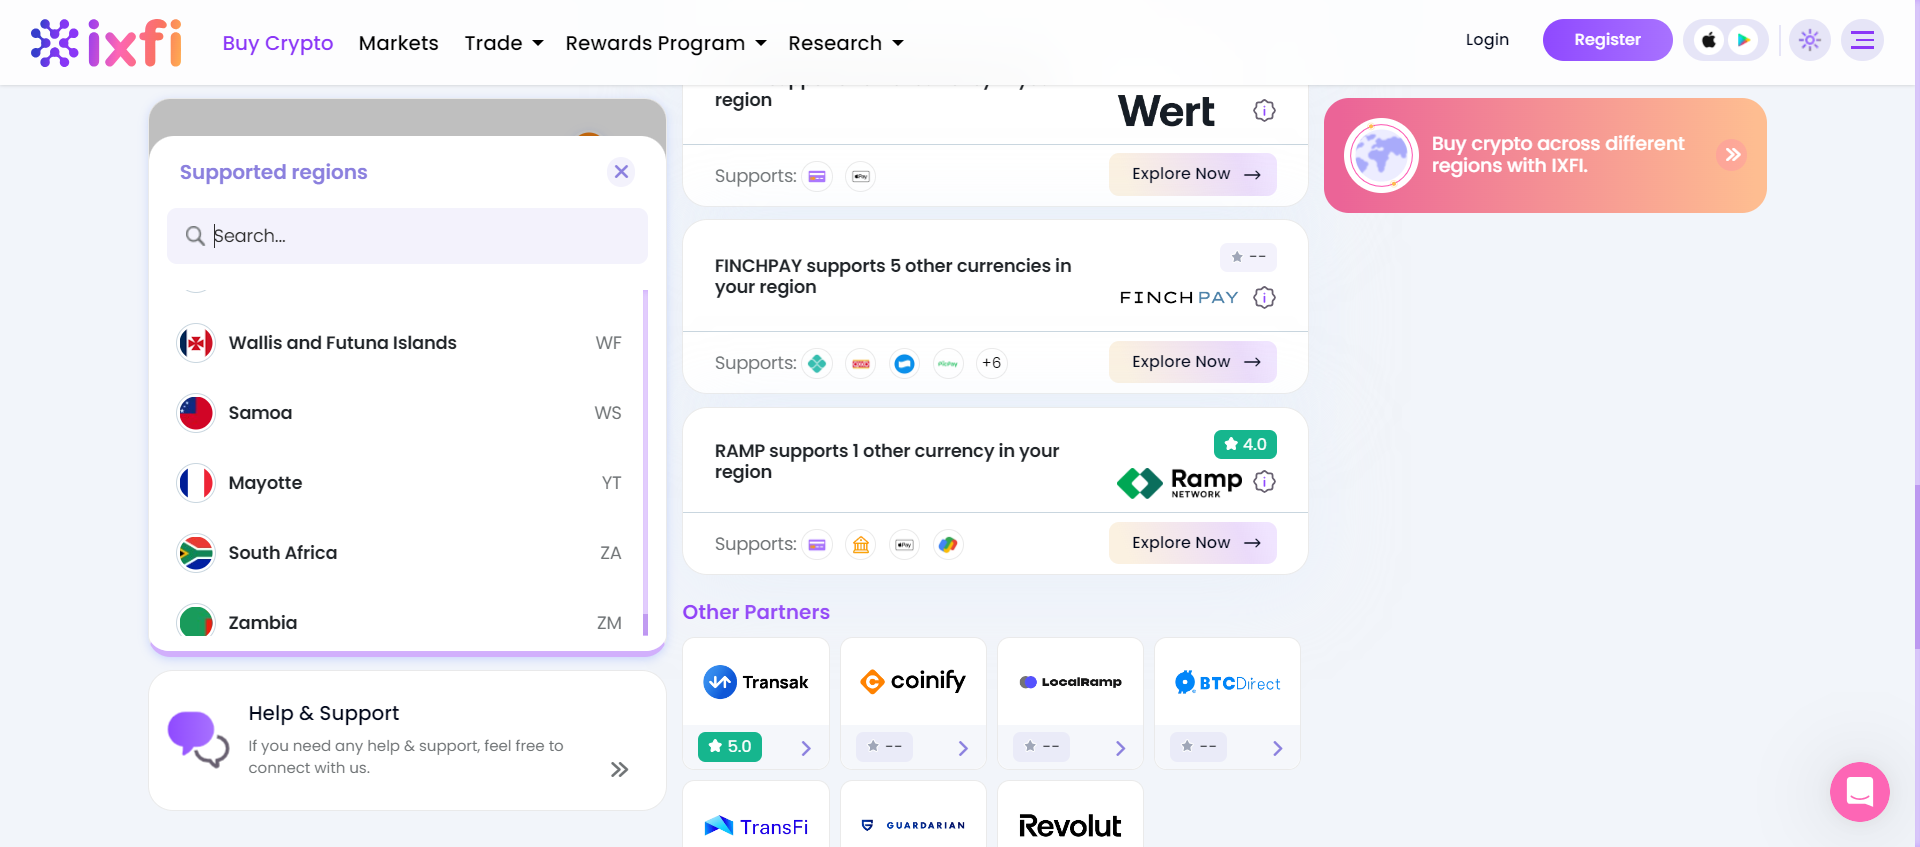 ixfi
Buy Crypto
Markets
Trade
Rewards Program
Research
Login
Register
Supported regions
Search...
Wallis and Futuna Islands
WF
Samoa
WS
Mayotte
YT
South Africa
ZA
Zambia
ZM
Help & Support
If you need any help & support, feel free to
connect with us.
region
Wert
Supports:
Pay
Explore Now
FINCHPAY supports 5 other currencies in
your region
--
FINCHPAY
Supports:
PicPay
+6
Explore Now
RAMP supports 1 other currency in your
region
4.0
Ramp
NETWORK
Supports:
Pay
Explore Now
Other Partners
Transak
5.0
coinify
--
LocalRamp
--
BTCDirect
--
TransFi
GUARDARIAN
Revolut
Buy crypto across different
regions with IXFI.